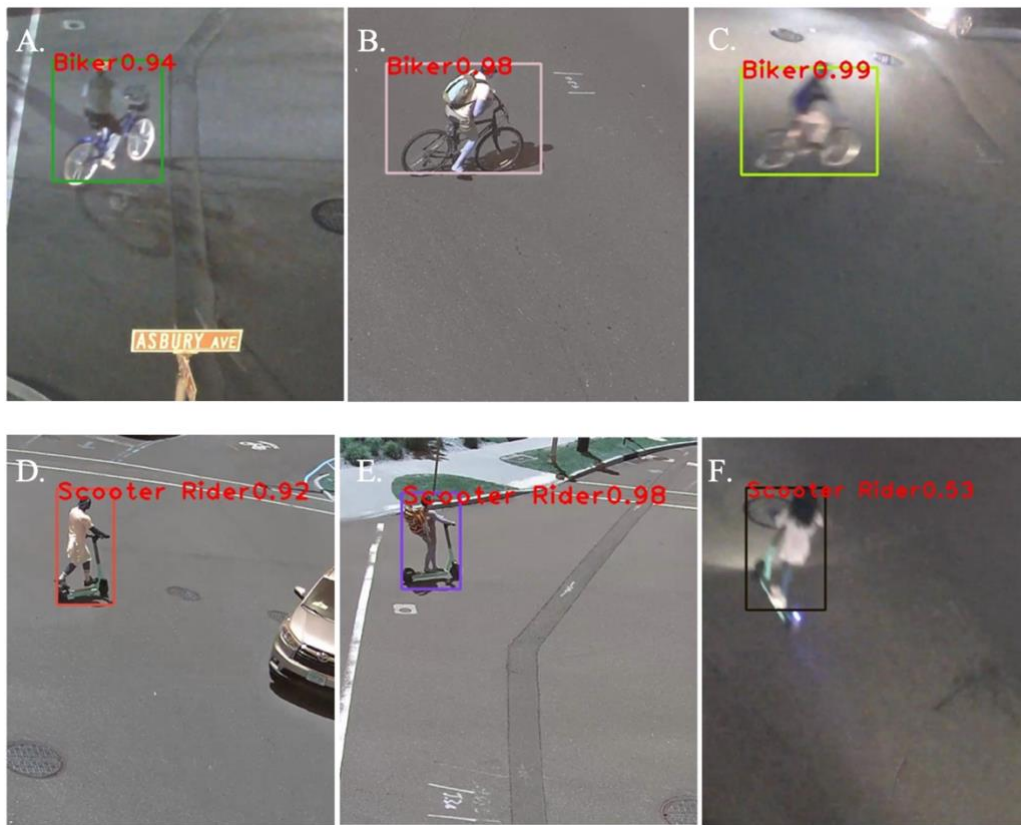 A.
Biker0.94
B.
Biker0.98
C.
Biker0.99
ASBURY AVE
D.
Scooter Rider0.92
E.
Scooter Rider0.98
F.
Scooter Rider0.53